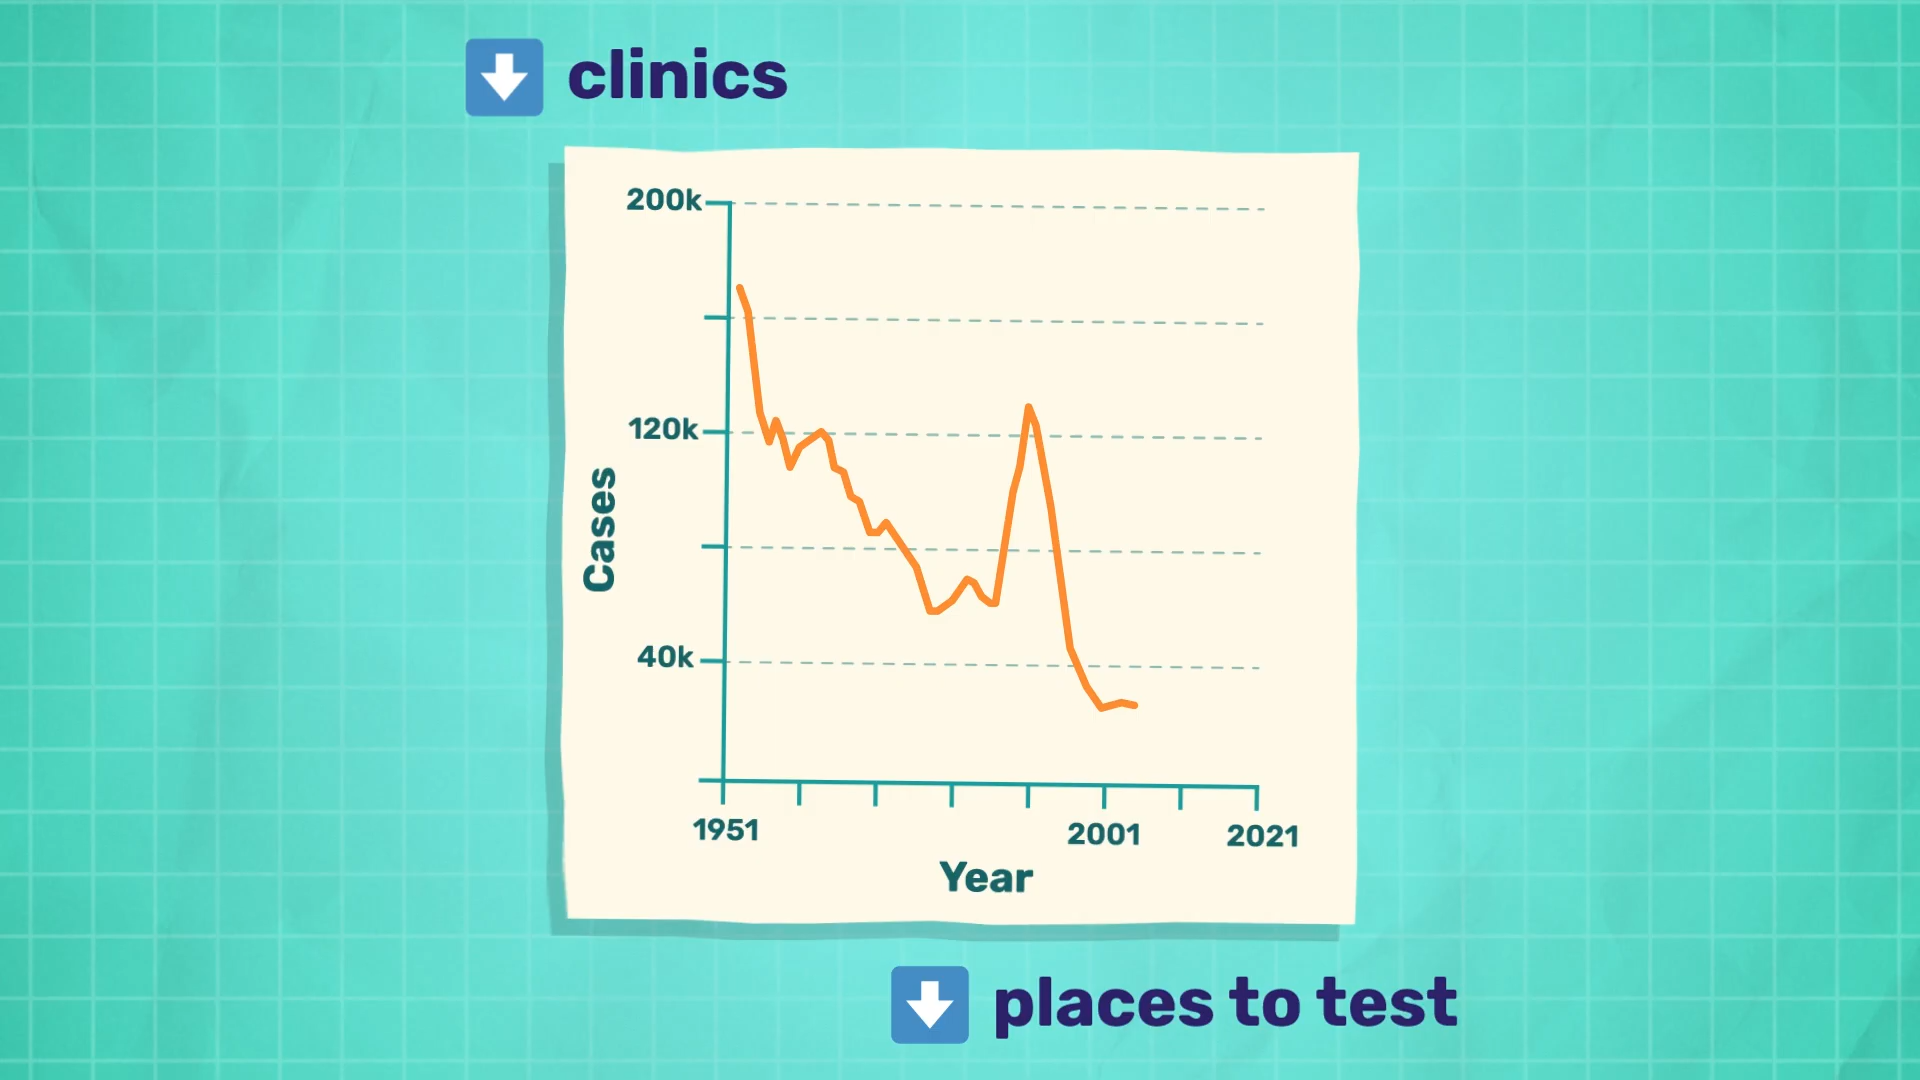 clinics
200k
120k
40k
Cases
1951
2001
2021
Year
places to test